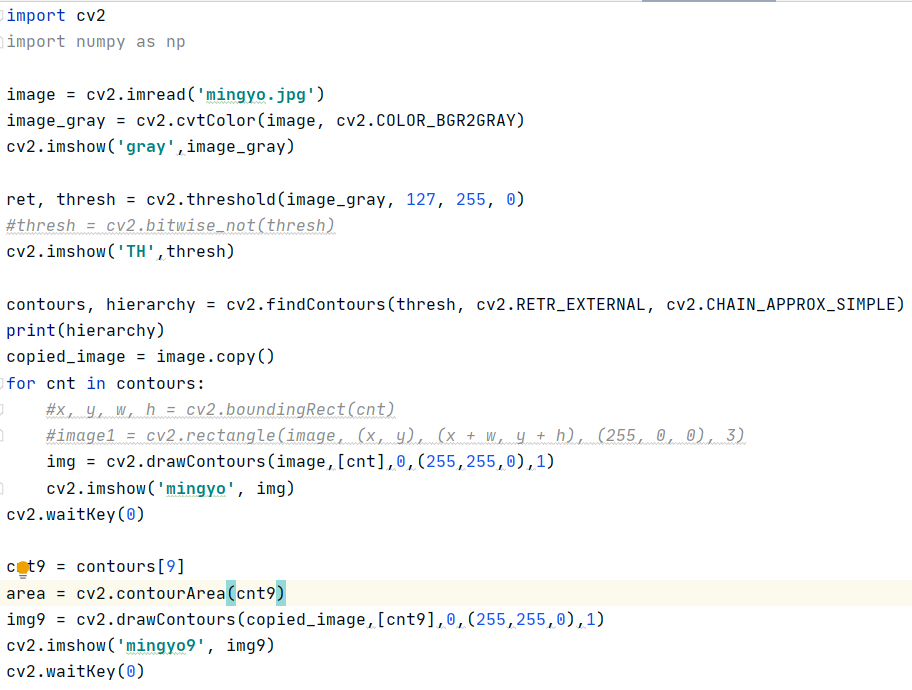 import cv2
import numpy as np
image = cv2.imread('mingyo.jpg')
image_gray = cv2.cvtColor(image, cv2.COLOR_BGR2GRAY)
cv2.imshow('gray',image_gray)
ret, thresh = cv2.threshold(image_gray, 127, 255, 0)
#thresh = cv2.bitwise_not(thresh)
cv2.imshow('TH',thresh)
contours, hierarchy = cv2.findContours(thresh, cv2.RETR_EXTERNAL, cv2.CHAIN_APPROX_SIMPLE)
print(hierarchy)
copied_image = image.copy()
for cnt in contours:
    #x, y, w, h = cv2.boundingRect(cnt)
    #image1 = cv2.rectangle(image, (x, y), (x + w, y + h), (255, 0, 0), 3)
    img = cv2.drawContours(image,[cnt],0,(255,255,0),1)
    cv2.imshow('mingyo', img)
cv2.waitKey(0)
cnt9 = contours[9]
area = cv2.contourArea(cnt9)
img9 = cv2.drawContours(copied_image,[cnt9],0,(255,255,0),1)
cv2.imshow('mingyo9', img9)
cv2.waitKey(0)